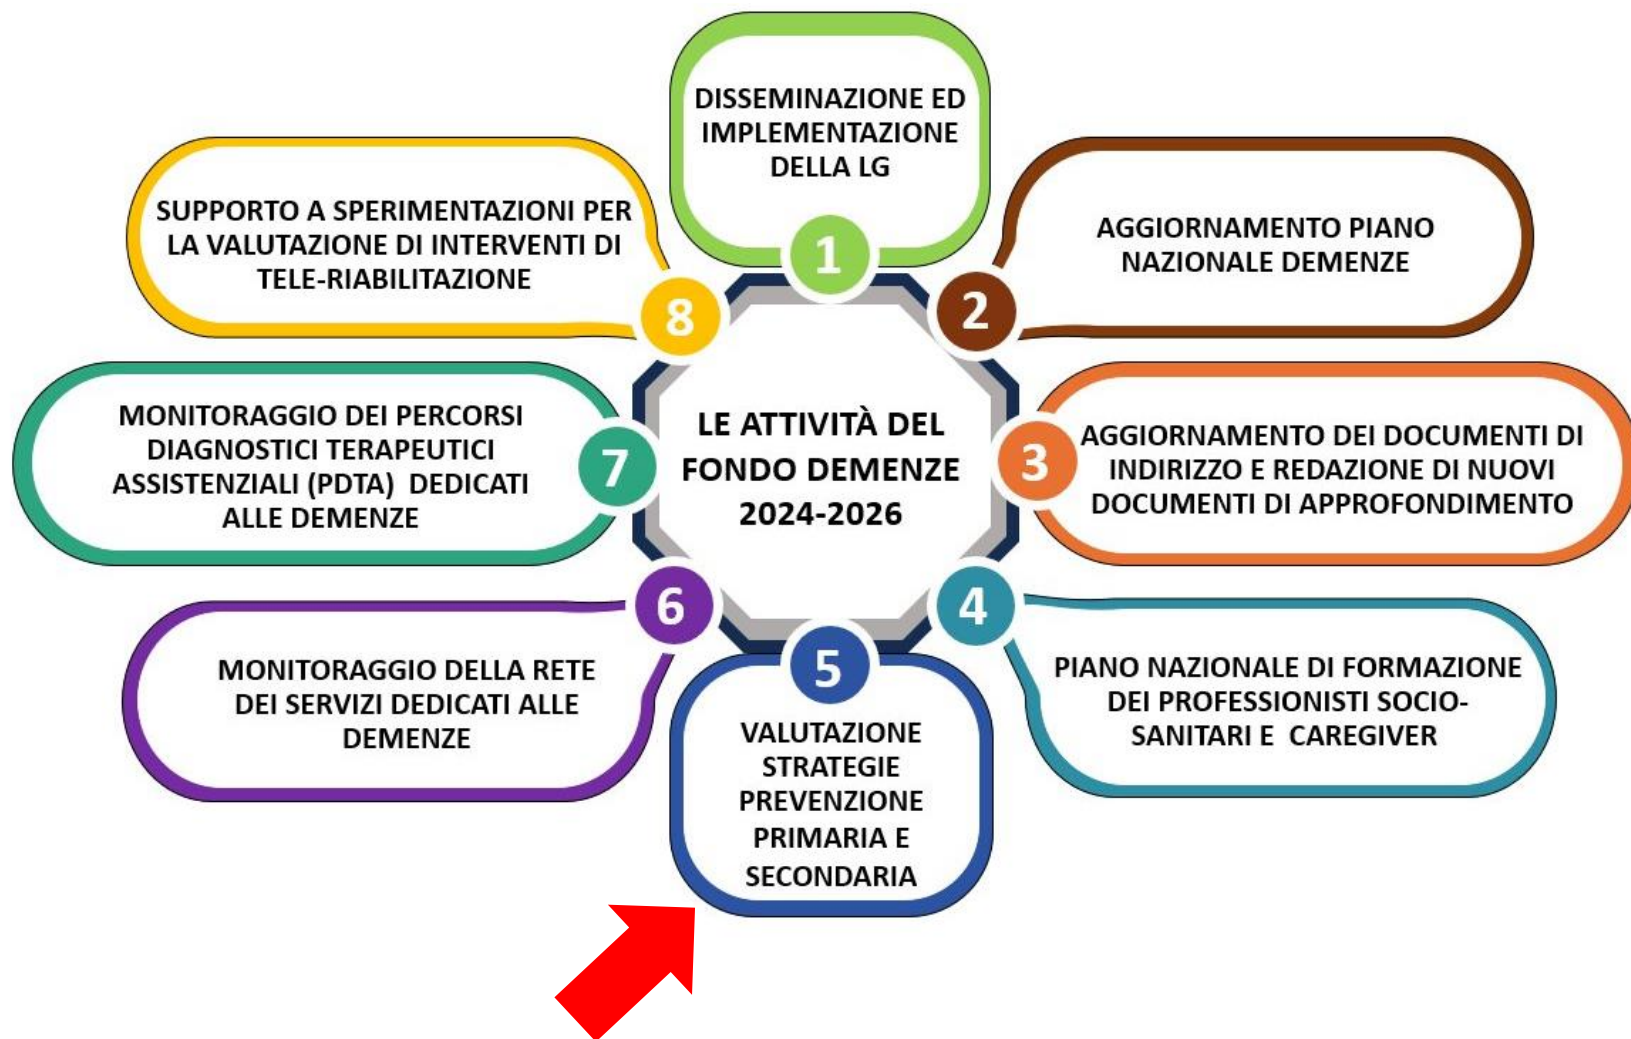 DISSEMINAZIONE ED
IMPLEMENTAZIONE
DELLA LG
1
AGGIORNAMENTO PIANO
NAZIONALE DEMENZE
2
AGGIORNAMENTO DEI DOCUMENTI DI
INDIRIZZO E REDAZIONE DI NUOVI
DOCUMENTI DI APPROFONDIMENTO
3
PIANO NAZIONALE DI FORMAZIONE
DEI PROFESSIONISTI SOCIO-
SANITARI E CAREGIVER
4
5
VALUTAZIONE
STRATEGIE
PREVENZIONE
PRIMARIA E
SECONDARIA
6
MONITORAGGIO DELLA RETE
DEI SERVIZI DEDICATI ALLE
DEMENZE
7
MONITORAGGIO DEI PERCORSI
DIAGNOSTICI TERAPEUTICI
ASSISTENZIALI (PDTA) DEDICATI
ALLE DEMENZE
8
SUPPORTO A SPERIMENTAZIONI PER
LA VALUTAZIONE DI INTERVENTI DI
TELE-RIABILITAZIONE
LE ATTIVITÀ DEL
FONDO DEMENZE
2024-2026